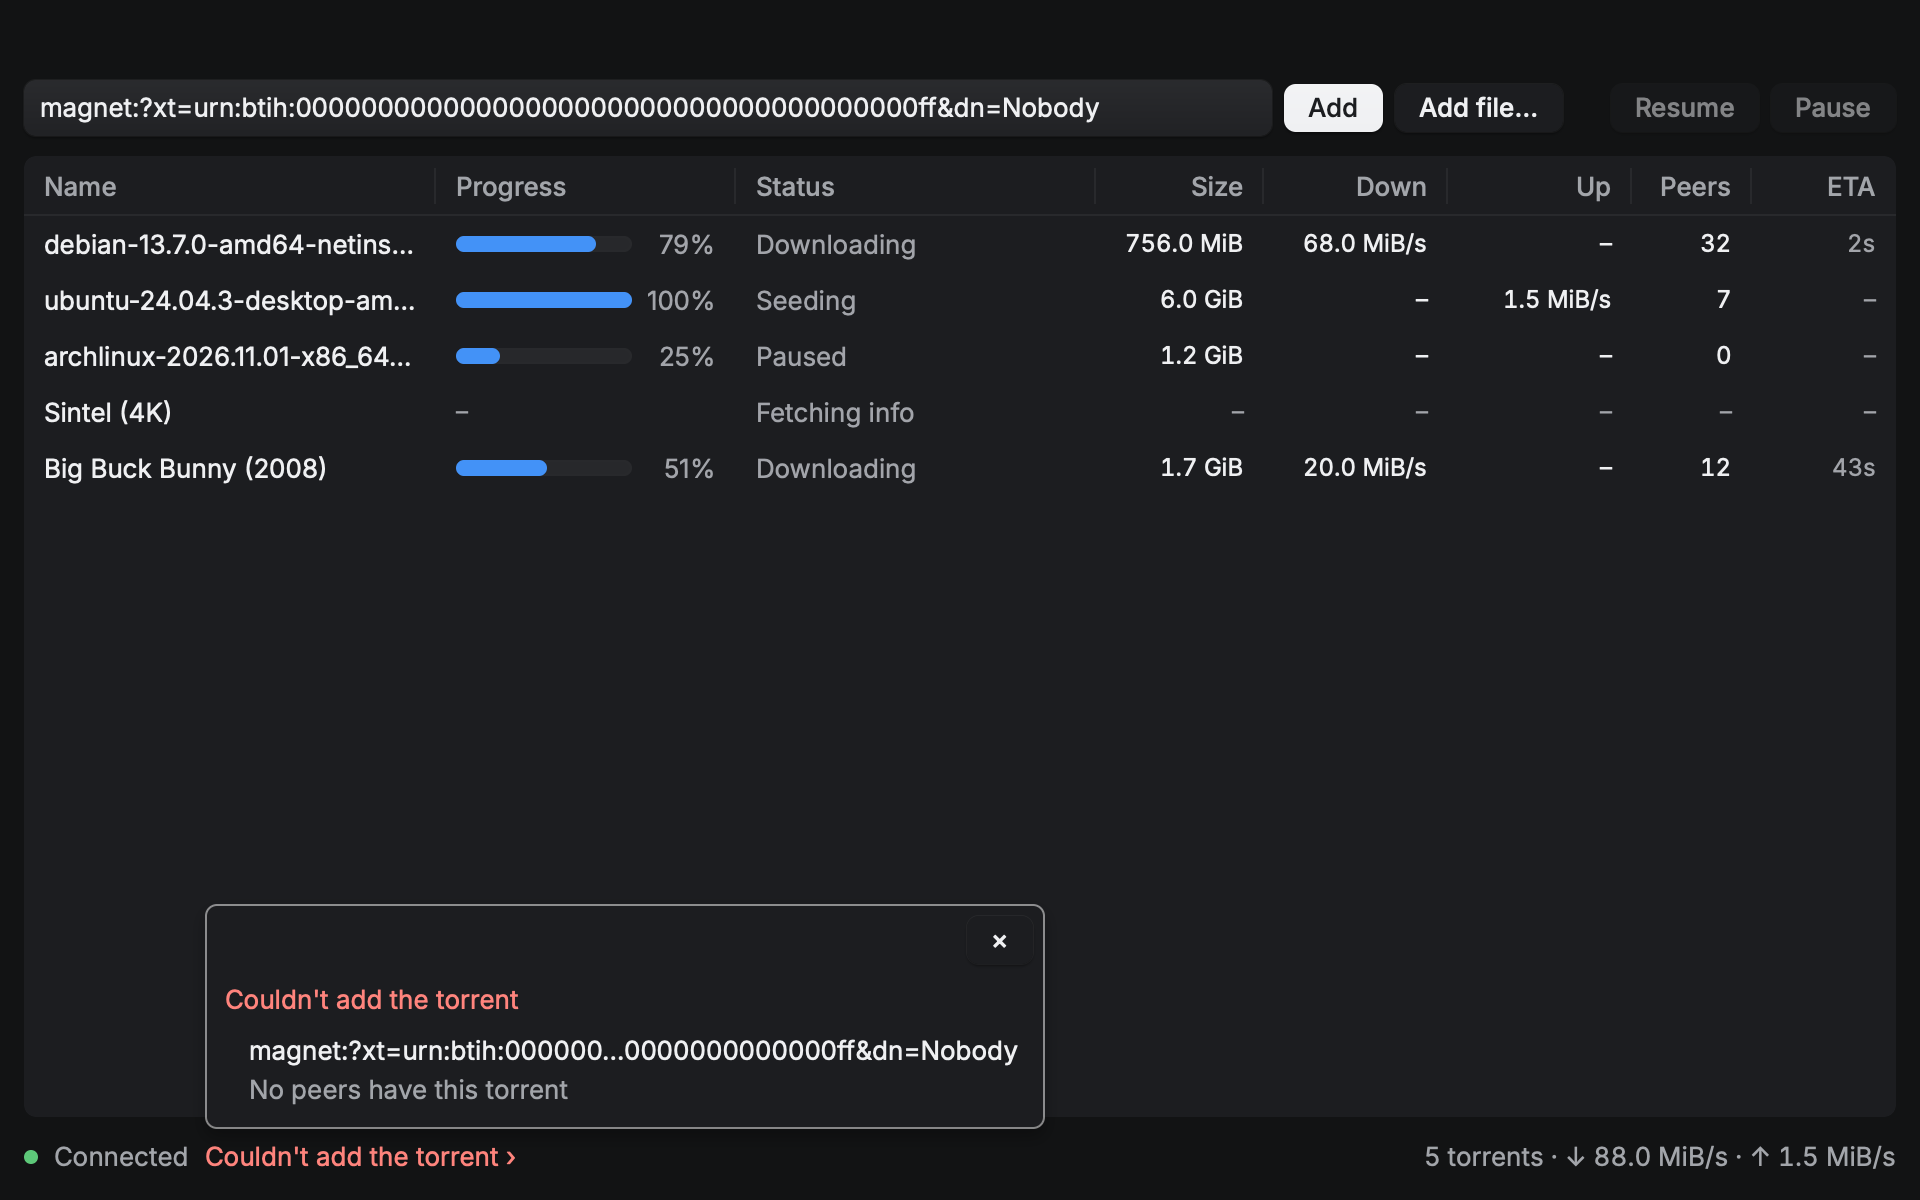 magnet:?xt=urn:btih:00000000000000000000000000000000000000ff&dn=Nobody
Add
Add file...
Resume
Pause
Name Progress Status Size Down Up Peers ETA
debian-13.7.0-amd64-netins... 79% Downloading 756.0 MiB 68.0 MiB/s – 32 2s
ubuntu-24.04.3-desktop-am... 100% Seeding 6.0 GiB – 1.5 MiB/s 7 –
archlinux-2026.11.01-x86_64... 25% Paused 1.2 GiB – – 0 –
Sintel (4K) – Fetching info – – – – –
Big Buck Bunny (2008) 51% Downloading 1.7 GiB 20.0 MiB/s – 12 43s
×
Couldn't add the torrent
magnet:?xt=urn:btih:000000...0000000000000ff&dn=Nobody
No peers have this torrent
Connected Couldn't add the torrent ›
5 torrents · ↓ 88.0 MiB/s · ↑ 1.5 MiB/s